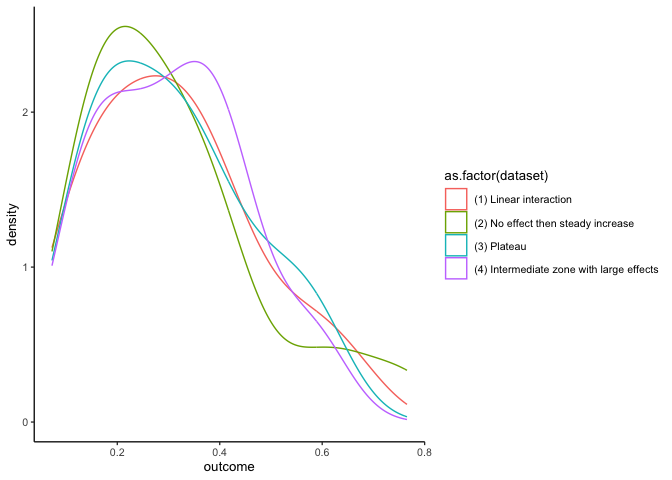 density
2
1
0
0.2 0.4 0.6 0.8
outcome
as.factor(dataset)
(1) Linear interaction
(2) No effect then steady increase
(3) Plateau
(4) Intermediate zone with large effects